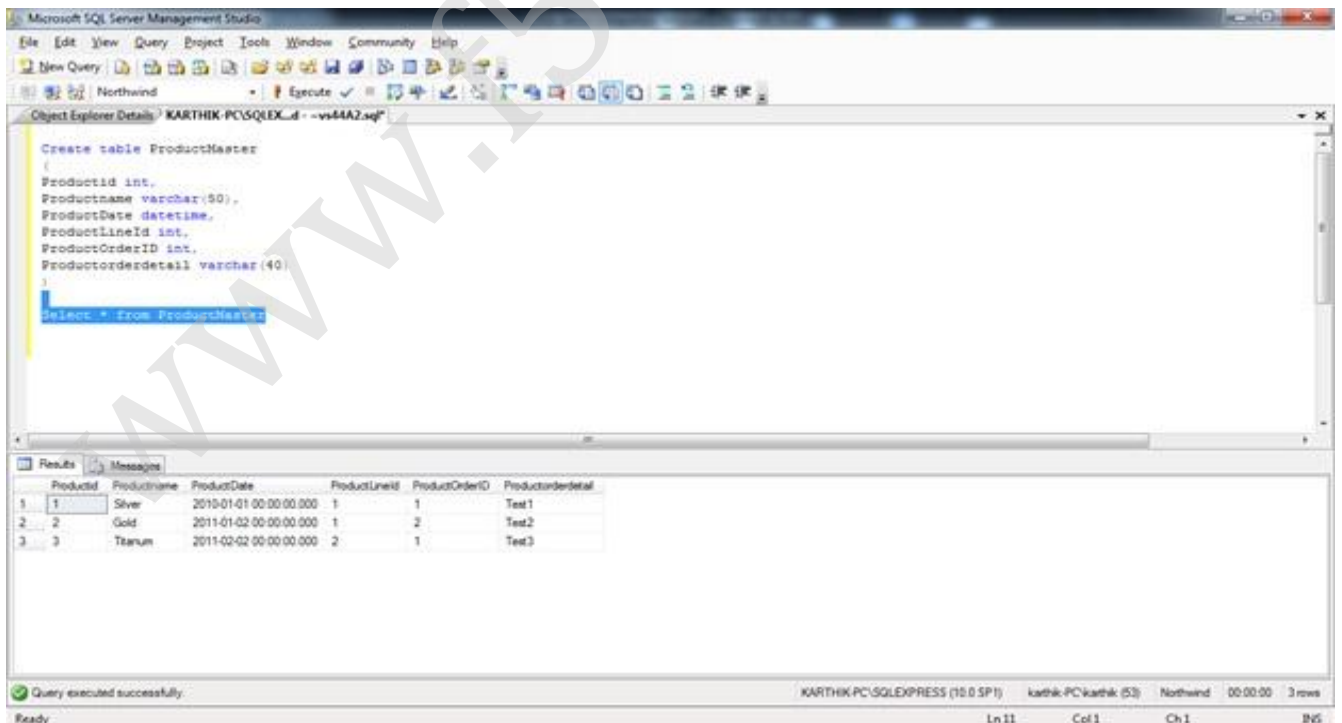 Microsoft SQL Server Management Studio
File Edit View Query Project Tools Window Community Help
New Query
Northwind Execute
Object Explorer Details KARTHIK-PC\SQLEX...d - ~vs44A2.sql*
Create table ProductMaster
(
Productid int,
Productname varchar(50),
ProductDate datetime,
ProductLineId int,
ProductOrderID int,
Productorderdetail varchar(40)
)
Select * from ProductMaster
Results Messages
Productid Productname ProductDate ProductLineId ProductOrderID Productorderdetail
1 1 Silver 2010-01-01 00:00:00.000 1 1 Test1
2 2 Gold 2011-01-02 00:00:00.000 1 2 Test2
3 3 Titanum 2011-02-02 00:00:00.000 2 1 Test3
Query executed successfully. KARTHIK-PC\SQLEXPRESS (10.0 SP1) karthik-PC\karthik (53) Northwind 00:00:00 3 rows
Ready Ln 11 Col 1 Ch 1 INS
www.f5